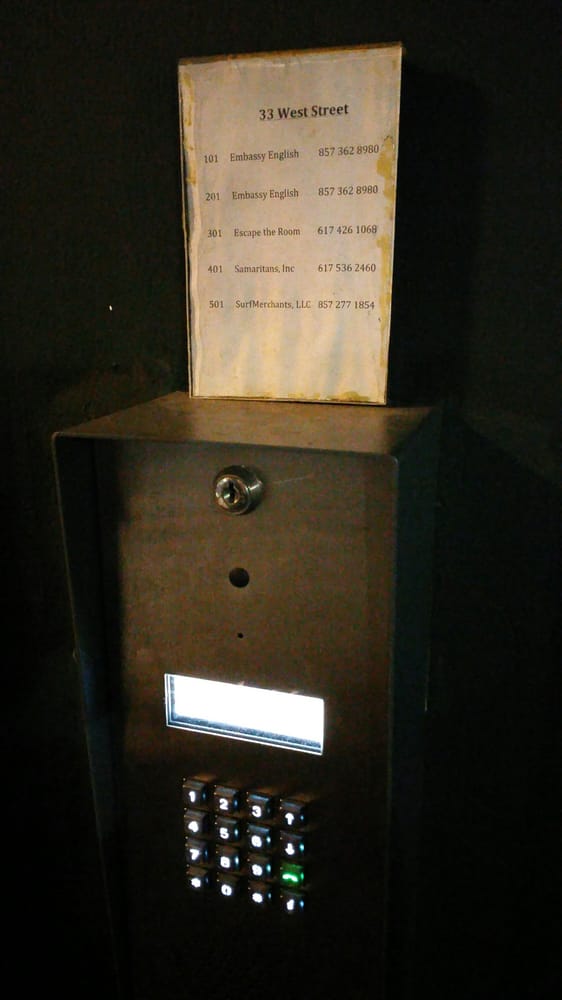 33 West Street
101 Embassy English 857 362 8980
201 Embassy English 857 362 8980
301 Escape the Room 617 426 1068
401 Samaritans, Inc 617 536 2460
501 SurfMerchants, LLC 857 277 1854
1 2 3
4 5 6
7 8 9
* 0 #